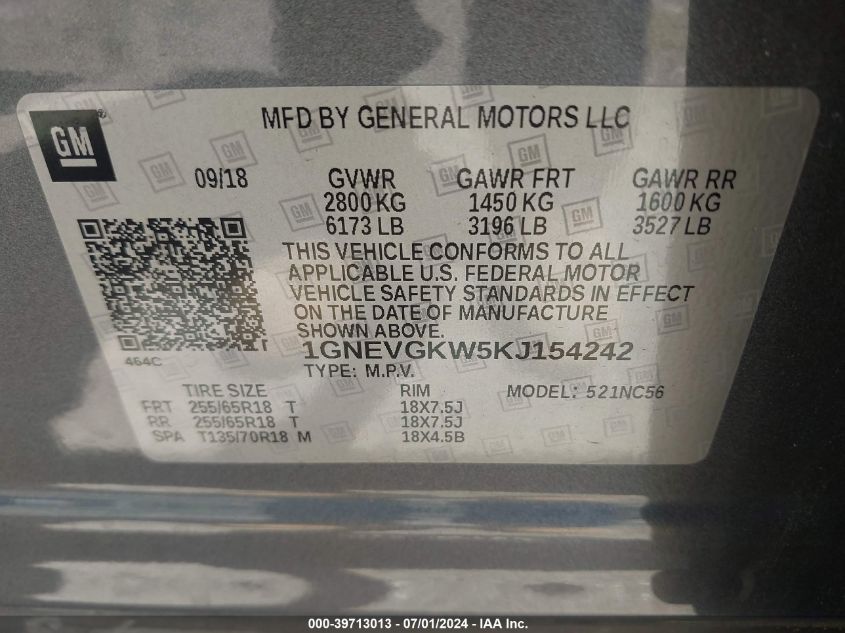 GM®
MFD BY GENERAL MOTORS LLC
09/18 GVWR GAWR FRT GAWR RR
2800 KG 1450 KG 1600 KG
6173 LB 3196 LB 3527 LB
THIS VEHICLE CONFORMS TO ALL
APPLICABLE U.S. FEDERAL MOTOR
VEHICLE SAFETY STANDARDS IN EFFECT
ON THE DATE OF MANUFACTURE
SHOWN ABOVE.
1GNEVGKW5KJ154242
464C
TYPE: M.P.V.
TIRE SIZE RIM MODEL: 521NC56
FRT 255/65R18 T 18X7.5J
RR 255/65R18 T 18X7.5J
SPA T135/70R18 M 18X4.5B
000-39713013 - 07/01/2024 - IAA Inc.